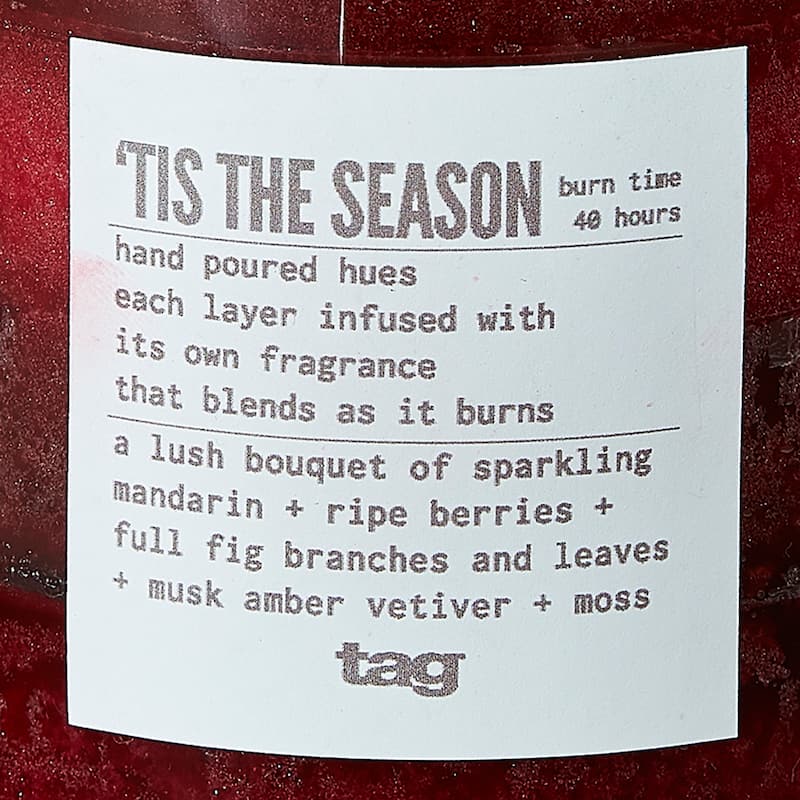 'TIS THE SEASON
burn time
40 hours
hand poured hues
each layer infused with
its own fragrance
that blends as it burns
a lush bouquet of sparkling
mandarin + ripe berries +
full fig branches and leaves
+ musk amber vetiver + moss
tag